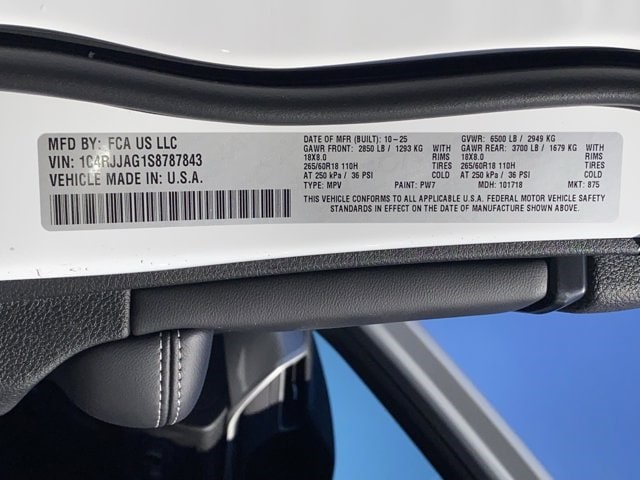 MFD BY: FCA US LLC
VIN: 1C4RJJAG1S8787843
VEHICLE MADE IN: U.S.A.
DATE OF MFR (BUILT): 10-25 GVWR: 6500 LB / 2949 KG
GAWR FRONT: 2850 LB / 1293 KG WITH GAWR REAR: 3700 LB / 1679 KG WITH
18X8.0 RIMS 18X8.0 RIMS
265/60R18 110H TIRES 265/60R18 110H TIRES
AT 250 kPa / 36 PSI COLD AT 250 kPa / 36 PSI COLD
TYPE: MPV PAINT: PW7 MDH: 101718 MKT: 875
THIS VEHICLE CONFORMS TO ALL APPLICABLE U.S.A. FEDERAL MOTOR VEHICLE SAFETY
STANDARDS IN EFFECT ON THE DATE OF MANUFACTURE SHOWN ABOVE.